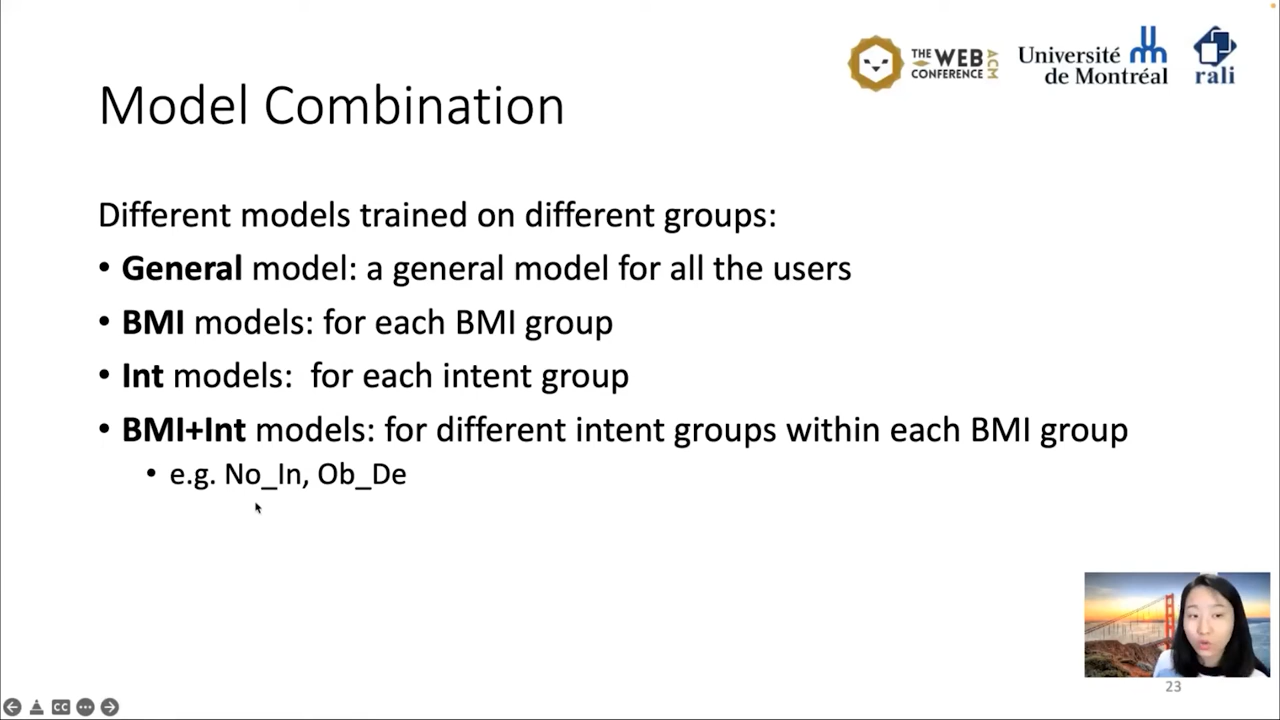 THE WEB
CONFERENCE
ACM
Université
de Montréal
rali
Model Combination
Different models trained on different groups:
• General model: a general model for all the users
• BMI models: for each BMI group
• Int models:  for each intent group
• BMI+Int models: for different intent groups within each BMI group
• e.g. No_In, Ob_De
23
CC